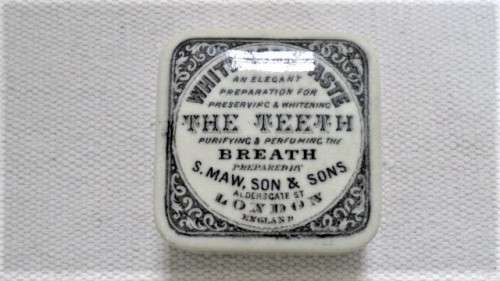 WHITE PASTE
AN ELEGANT
PREPARATION FOR
PRESERVING & WHITENING
THE TEETH
PURIFYING & PERFUMING THE
BREATH
PREPARED BY
S. MAW, SON & SONS
ALDERSGATE ST
LONDON
ENGLAND